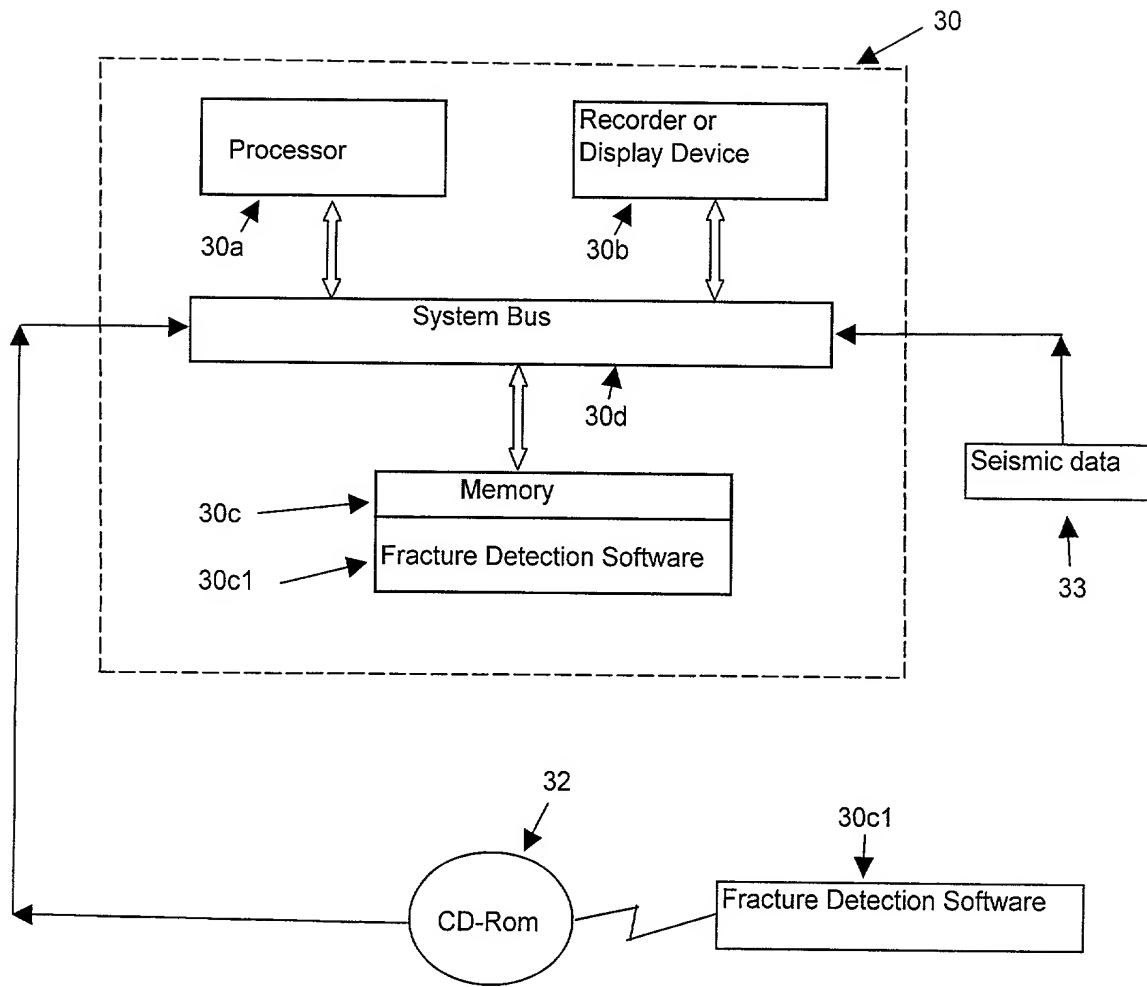 30
Processor
Recorder or
Display Device
30a
30b
System Bus
30d
Memory
30c
Fracture Detection Software
30c1
Seismic data
33
32
30c1
CD-Rom
Fracture Detection Software